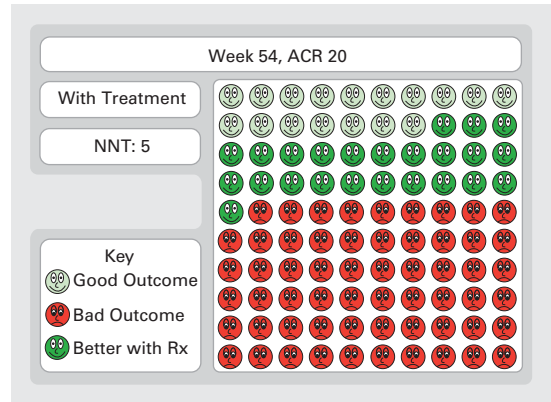 Week 54, ACR 20
With Treatment
NNT: 5
Key
Good Outcome
Bad Outcome
Better with Rx